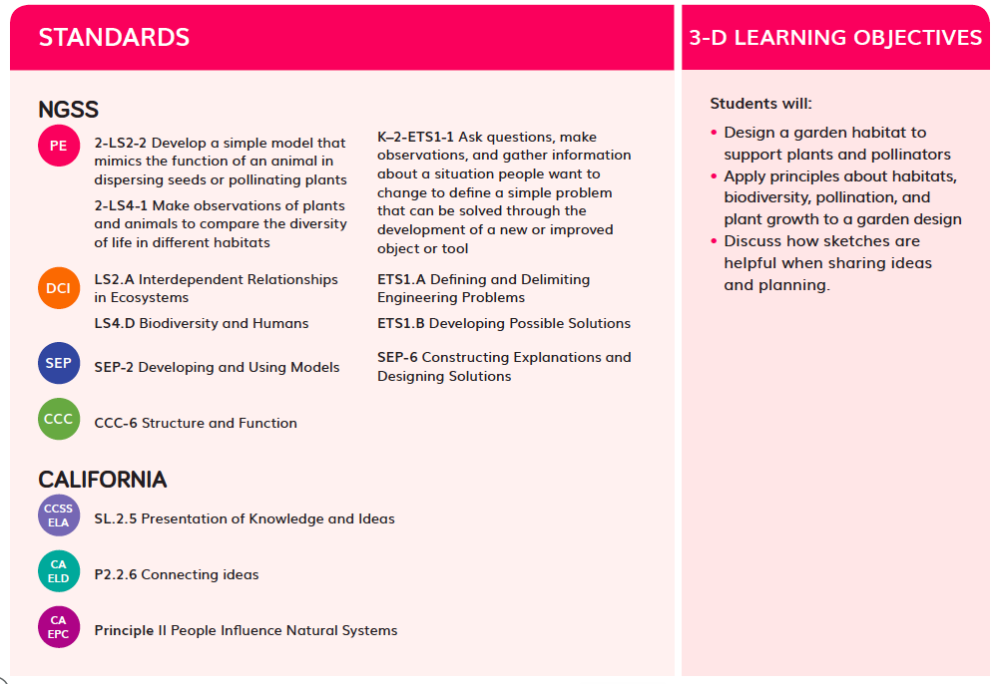 STANDARDS
NGSS
PE
2-LS2-2 Develop a simple model that
mimics the function of an animal in
dispersing seeds or pollinating plants
2-LS4-1 Make observations of plants
and animals to compare the diversity
of life in different habitats
K–2-ETS1-1 Ask questions, make
observations, and gather information
about a situation people want to
change to define a simple problem
that can be solved through the
development of a new or improved
object or tool
DCI
LS2.A Interdependent Relationships
in Ecosystems
LS4.D Biodiversity and Humans
ETS1.A Defining and Delimiting
Engineering Problems
ETS1.B Developing Possible Solutions
SEP
SEP-2 Developing and Using Models
SEP-6 Constructing Explanations and
Designing Solutions
CCC
CCC-6 Structure and Function
CALIFORNIA
CCSS
ELA
SL.2.5 Presentation of Knowledge and Ideas
CA
ELD
P2.2.6 Connecting ideas
CA
EPC
Principle II People Influence Natural Systems
3-D LEARNING OBJECTIVES
Students will:
• Design a garden habitat to
support plants and pollinators
• Apply principles about habitats,
biodiversity, pollination, and
plant growth to a garden design
• Discuss how sketches are
helpful when sharing ideas
and planning.